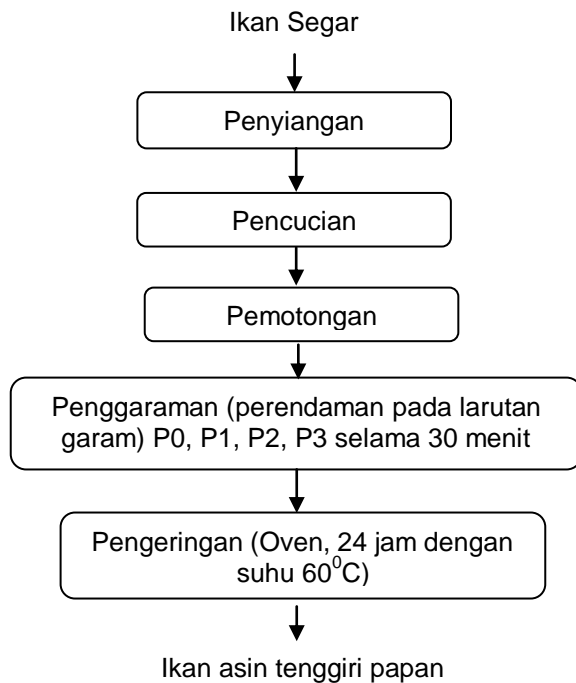 Ikan Segar
Penyiangan
Pencucian
Pemotongan
Penggaraman (perendaman pada larutan
garam) P0, P1, P2, P3 selama 30 menit
Pengeringan (Oven, 24 jam dengan
suhu 60⁰C)
Ikan asin tenggiri papan